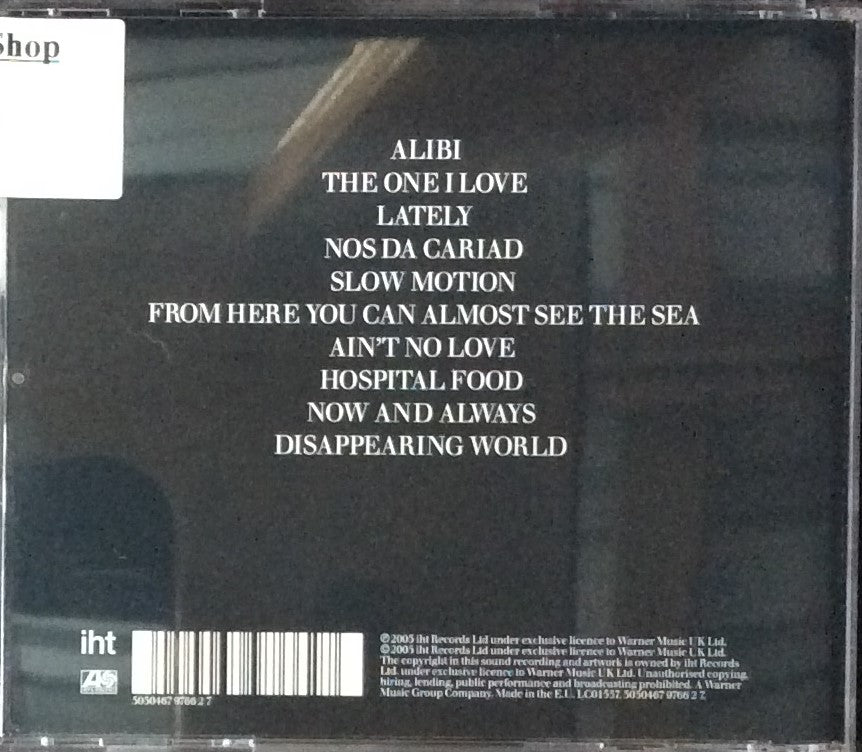 Shop
ALIBI
THE ONE I LOVE
LATELY
NOS DA CARIAD
SLOW MOTION
FROM HERE YOU CAN ALMOST SEE THE SEA
AIN'T NO LOVE
HOSPITAL FOOD
NOW AND ALWAYS
DISAPPEARING WORLD
iht
℗ 2005 iht Records Ltd under exclusive licence to Warner Music UK Ltd.
© 2005 iht Records Ltd under exclusive licence to Warner Music UK Ltd.
The copyright in this sound recording and artwork is owned by iht Records
Ltd. under exclusive licence to Warner Music UK Ltd. Unauthorised copying,
hiring, lending, public performance and broadcasting prohibited. A Warner
Music Group Company. Made in the E.U. LC01557. 5050467 9766 2 7.
5050467 9766 2 7